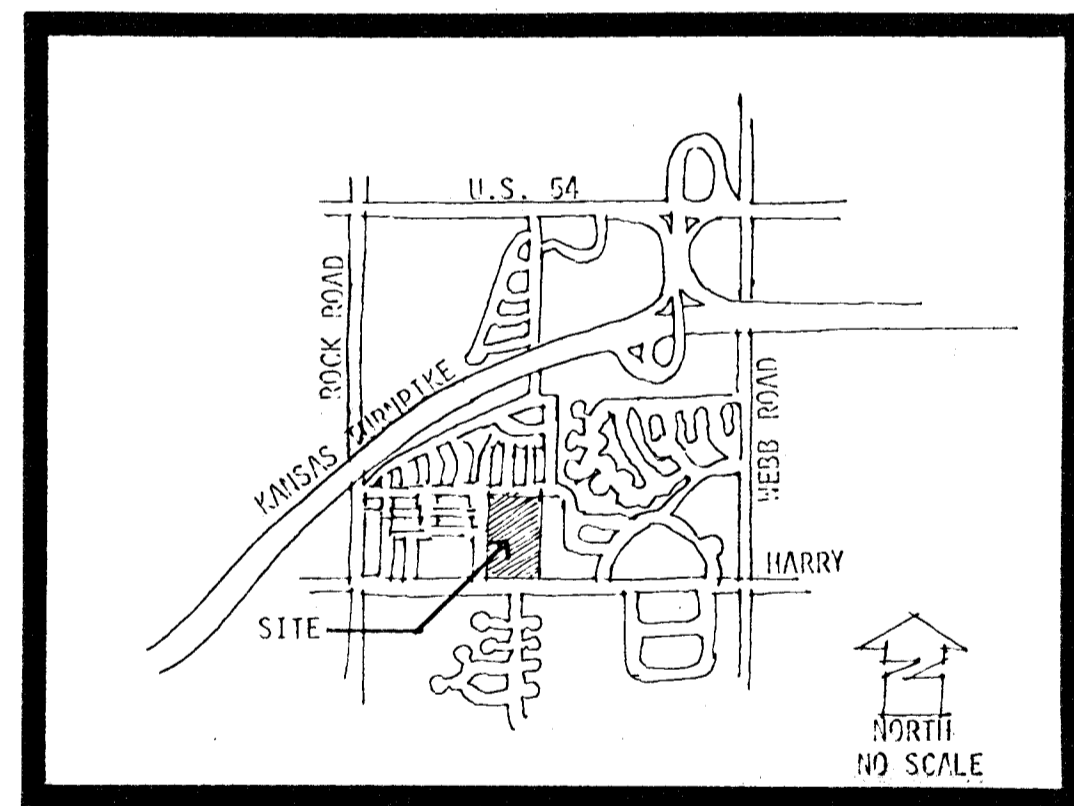 U.S. 54
ROCK ROAD
KANSAS TURNPIKE
WEBB ROAD
HARRY
SITE
NORTH
NO SCALE